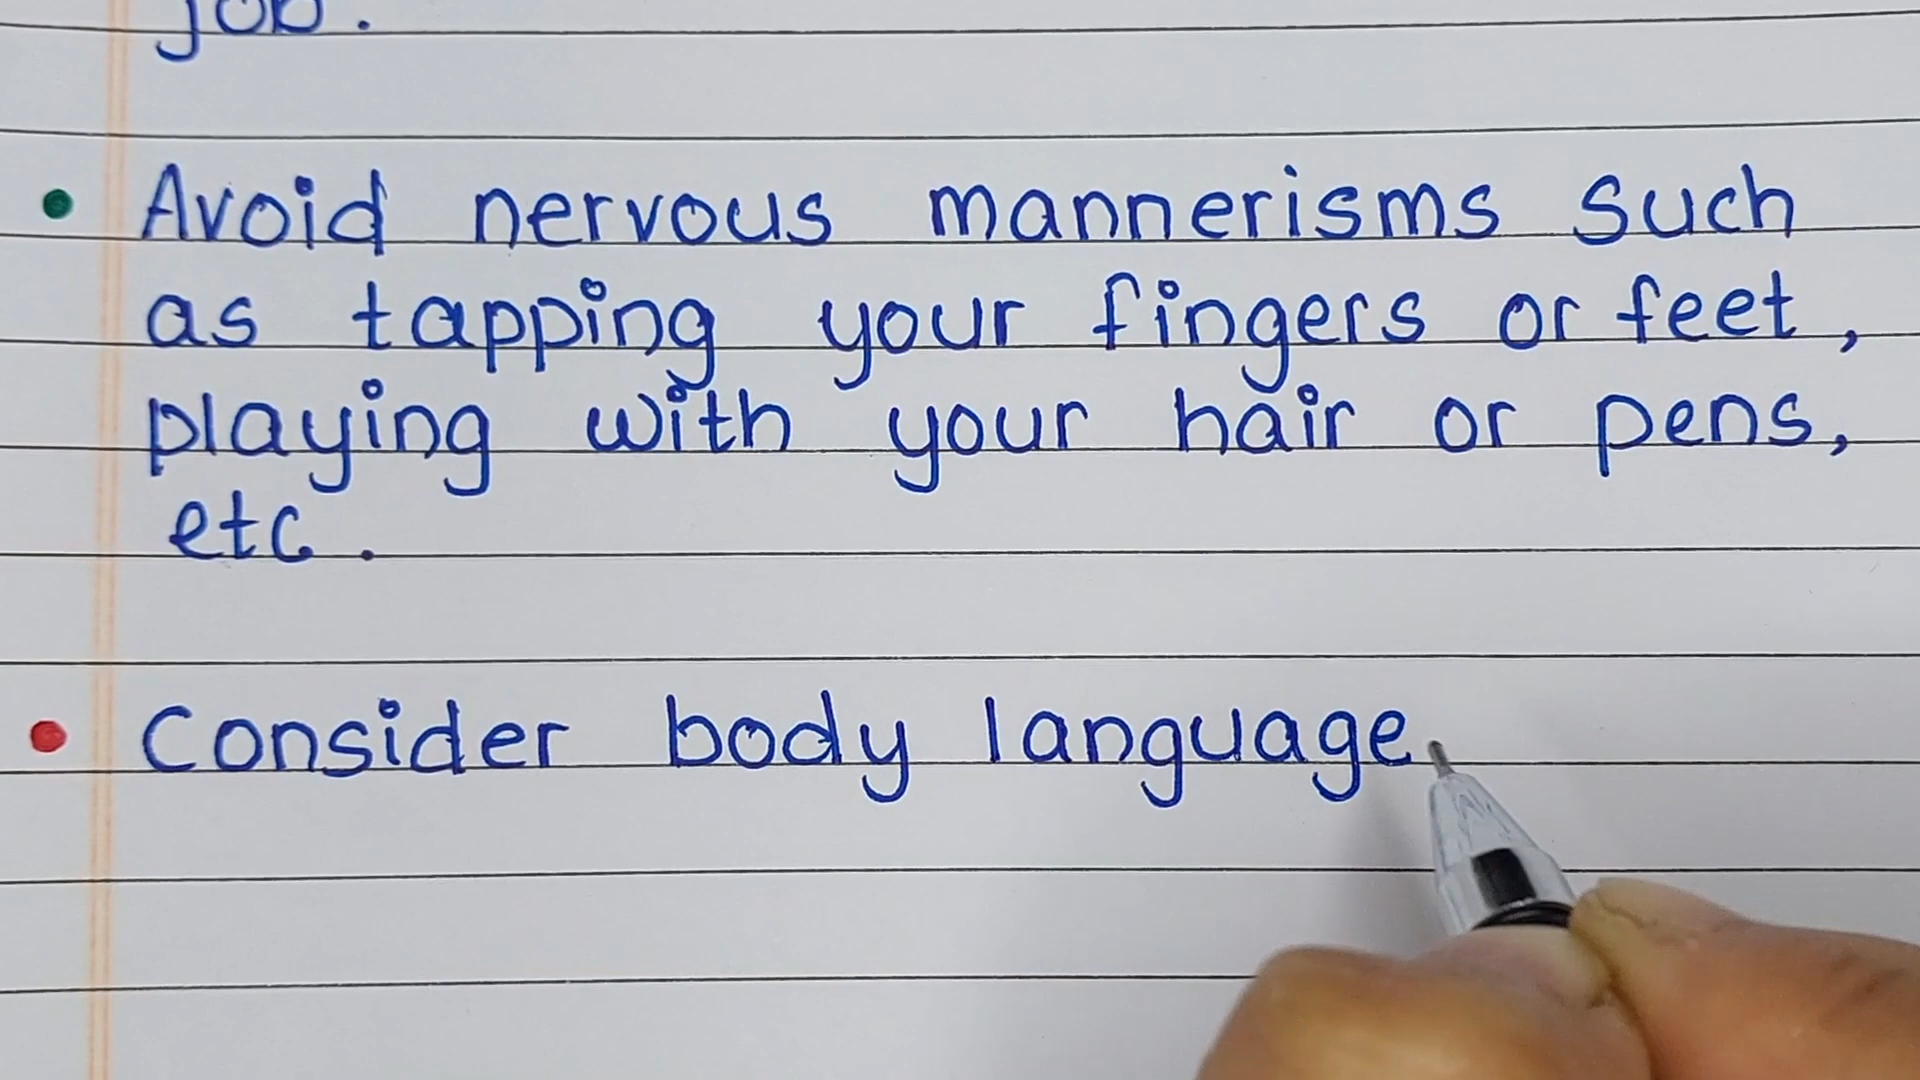 job.
Avoid nervous mannerisms such
as tapping your fingers or feet,
playing with your hair or pens,
etc.
Consider body language